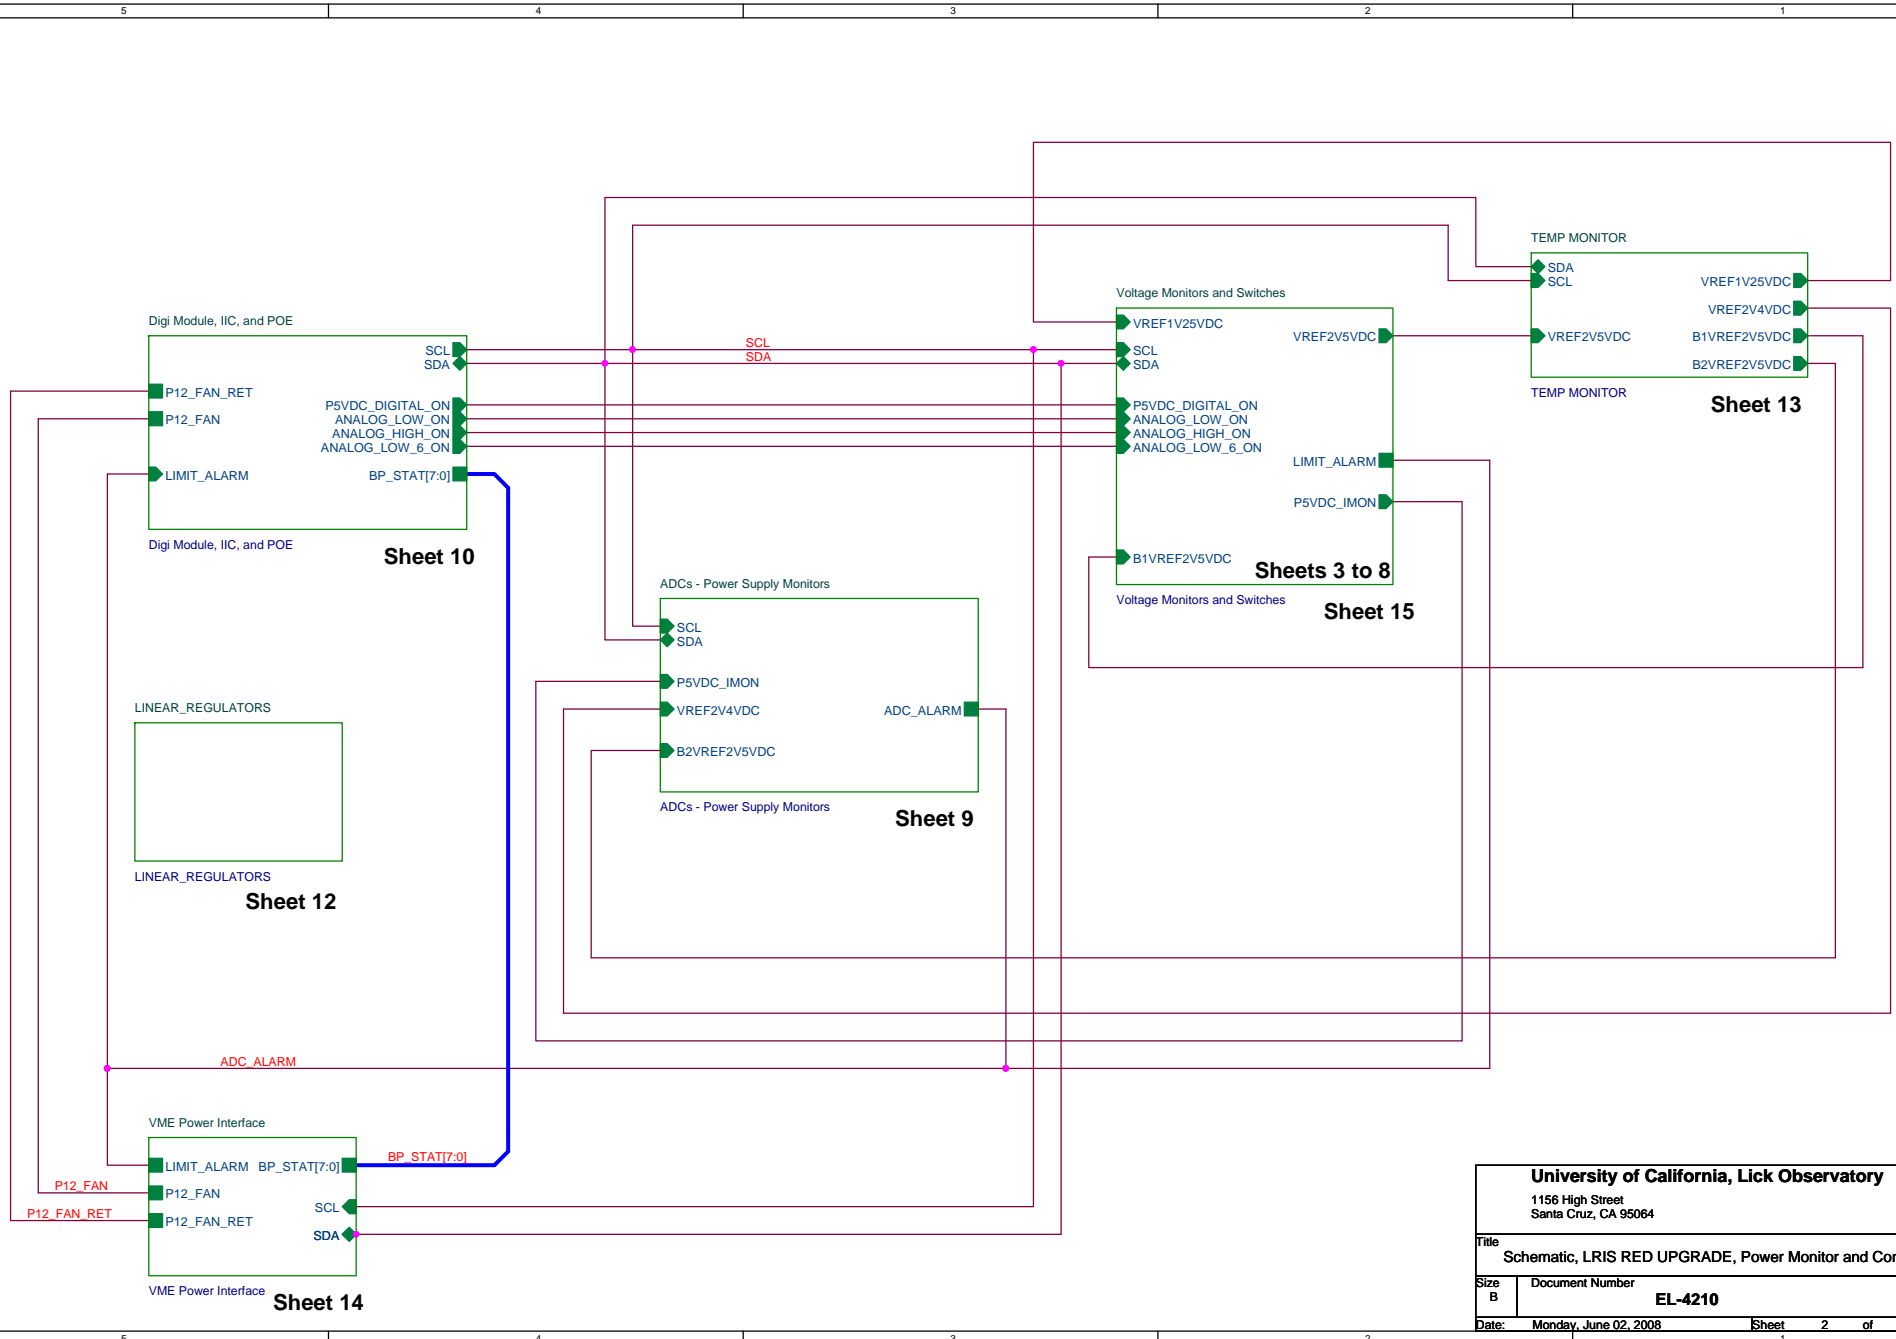 5 4 3 2 1
Digi Module, IIC, and POE
SCL
SDA
P12_FAN_RET
P12_FAN
P5VDC_DIGITAL_ON
ANALOG_LOW_ON
ANALOG_HIGH_ON
ANALOG_LOW_6_ON
LIMIT_ALARM
BP_STAT[7:0]
Digi Module, IIC, and POE
Sheet 10
SCL
SDA
Voltage Monitors and Switches
VREF1V25VDC
VREF2V5VDC
SCL
SDA
P5VDC_DIGITAL_ON
ANALOG_LOW_ON
ANALOG_HIGH_ON
ANALOG_LOW_6_ON
LIMIT_ALARM
P5VDC_IMON
B1VREF2V5VDC
Sheets 3 to 8
Voltage Monitors and Switches
Sheet 15
TEMP MONITOR
SDA
SCL
VREF1V25VDC
VREF2V4VDC
VREF2V5VDC
B1VREF2V5VDC
B2VREF2V5VDC
TEMP MONITOR
Sheet 13
ADCs - Power Supply Monitors
SCL
SDA
P5VDC_IMON
VREF2V4VDC
ADC_ALARM
B2VREF2V5VDC
ADCs - Power Supply Monitors
Sheet 9
LINEAR_REGULATORS
LINEAR_REGULATORS
Sheet 12
ADC_ALARM
VME Power Interface
LIMIT_ALARM
BP_STAT[7:0]
BP_STAT[7:0]
P12_FAN
P12_FAN
SCL
P12_FAN_RET
P12_FAN_RET
SDA
VME Power Interface
Sheet 14
University of California, Lick Observatory
1156 High Street
Santa Cruz, CA 95064
Title
Schematic, LRIS RED UPGRADE, Power Monitor and Con
Size
B
Document Number
EL-4210
Date: Monday, June 02, 2008 Sheet 2 of
5 4 3 2 1